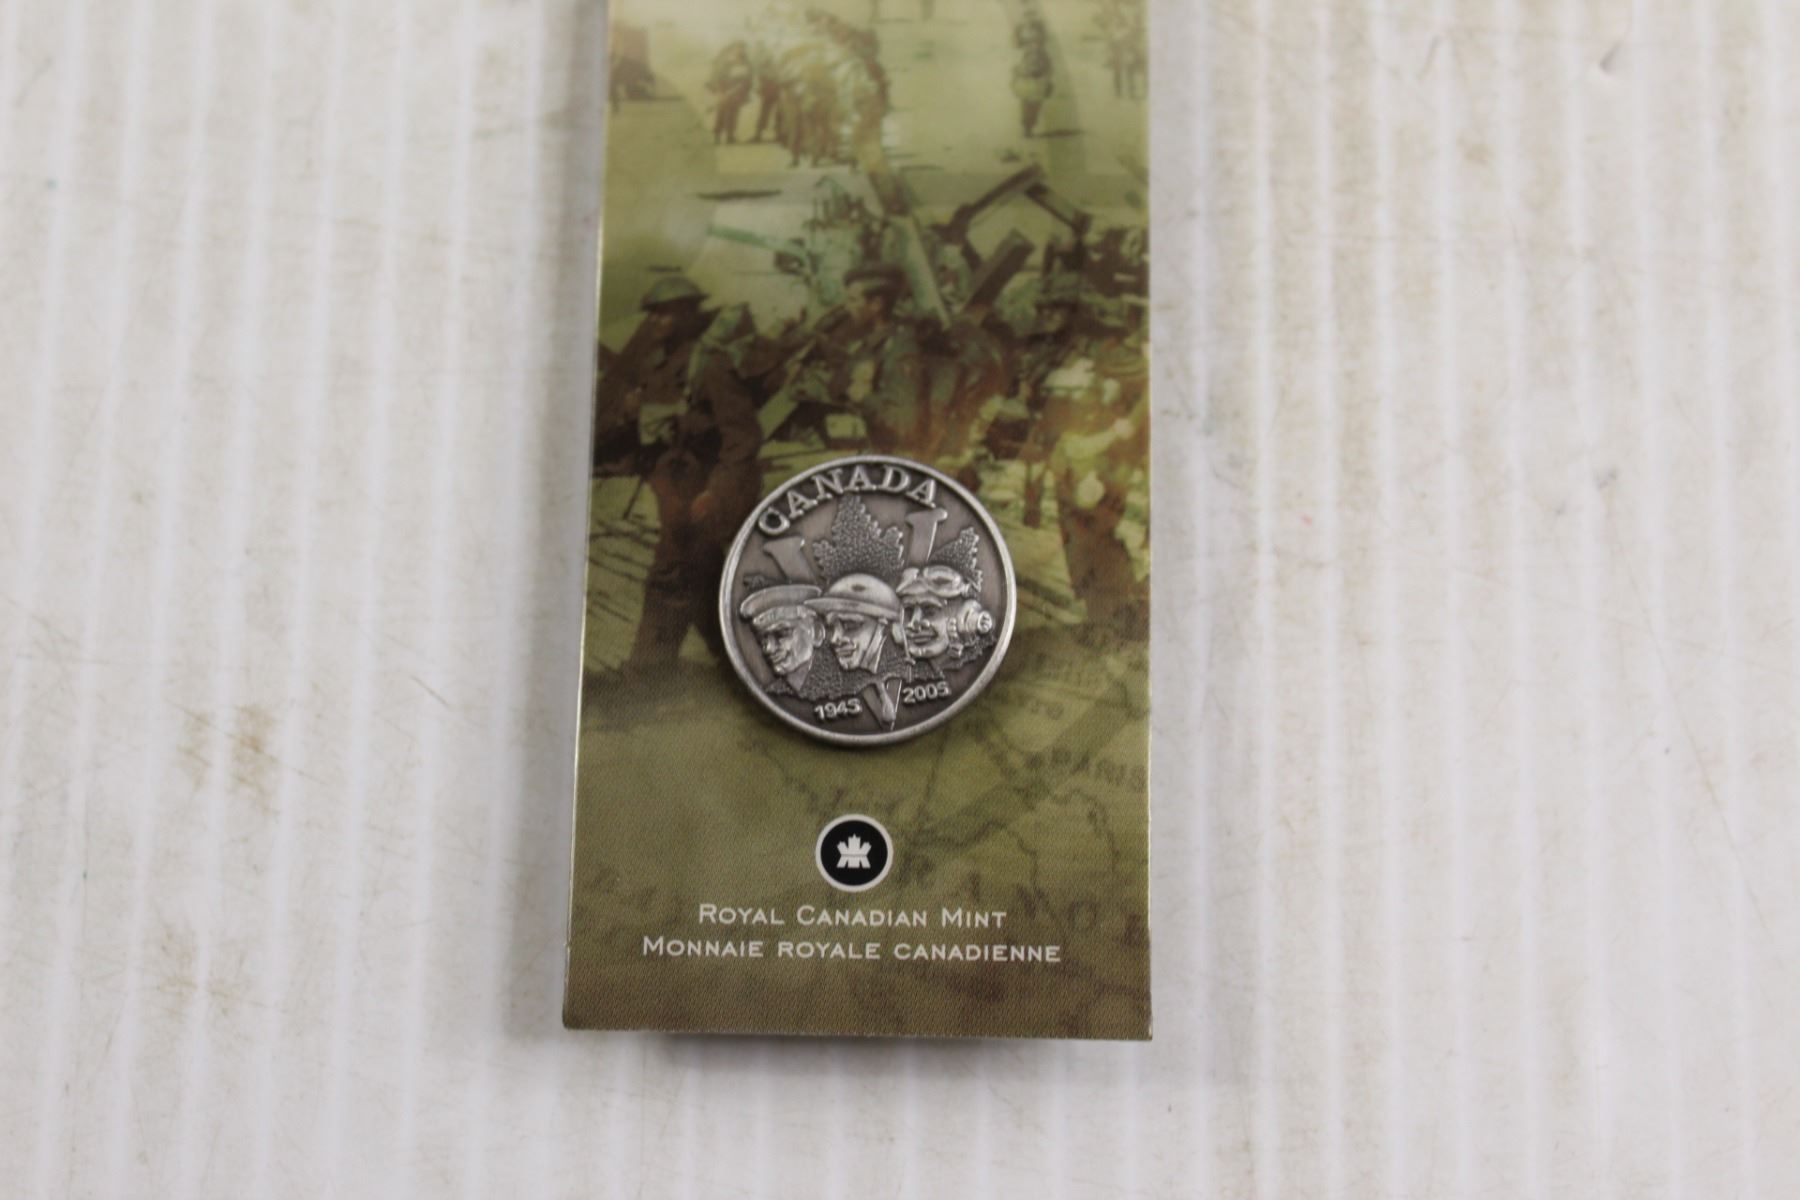 CANADA
1945 2005
ROYAL CANADIAN MINT
MONNAIE ROYALE CANADIENNE